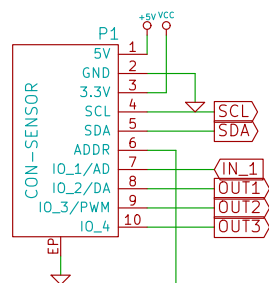 +5V VCC
P1
CON-SENSOR
5V 1
GND 2
3.3V 3
SCL 4 SCL
SDA 5 SDA
ADDR 6
IO_1/AD 7 IN_1
IO_2/DA 8 OUT1
IO_3/PWM 9 OUT2
IO_4 10 OUT3
EP